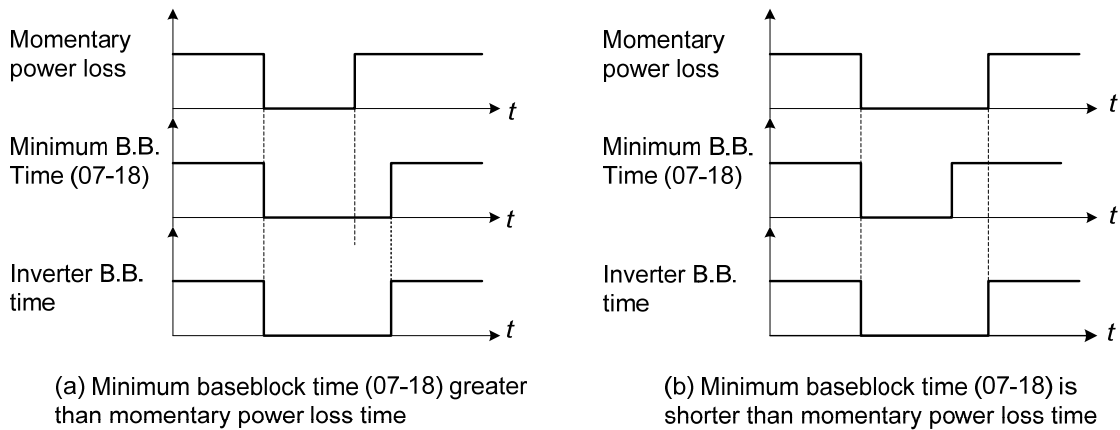 Momentary
power loss
t
Minimum B.B.
Time (07-18)
t
Inverter B.B.
time
t
(a) Minimum baseblock time (07-18) greater
than momentary power loss time
Momentary
power loss
t
Minimum B.B.
Time (07-18)
t
Inverter B.B.
time
t
(b) Minimum baseblock time (07-18) is
shorter than momentary power loss time